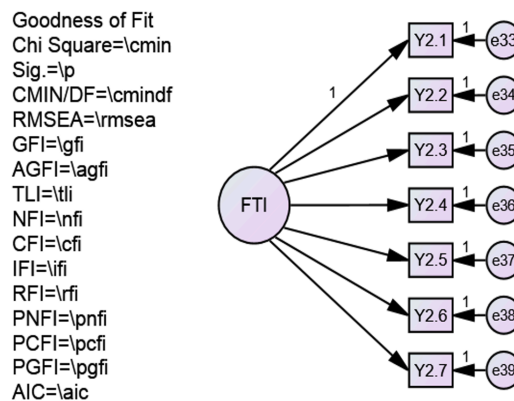 Goodness of Fit
Chi Square=\cmin
Sig.=\p
CMIN/DF=\cmindf
RMSEA=\rmsea
GFI=\gfi
AGFI=\agfi
TLI=\tli
NFI=\nfi
CFI=\cfi
IFI=\ifi
RFI=\rfi
PNFI=\pnfi
PCFI=\pcfi
PGFI=\pgfi
AIC=\aic
FTI
1
Y2.1
1
e33
Y2.2
1
e34
Y2.3
1
e35
Y2.4
1
e36
Y2.5
1
e37
Y2.6
1
e38
Y2.7
1
e39